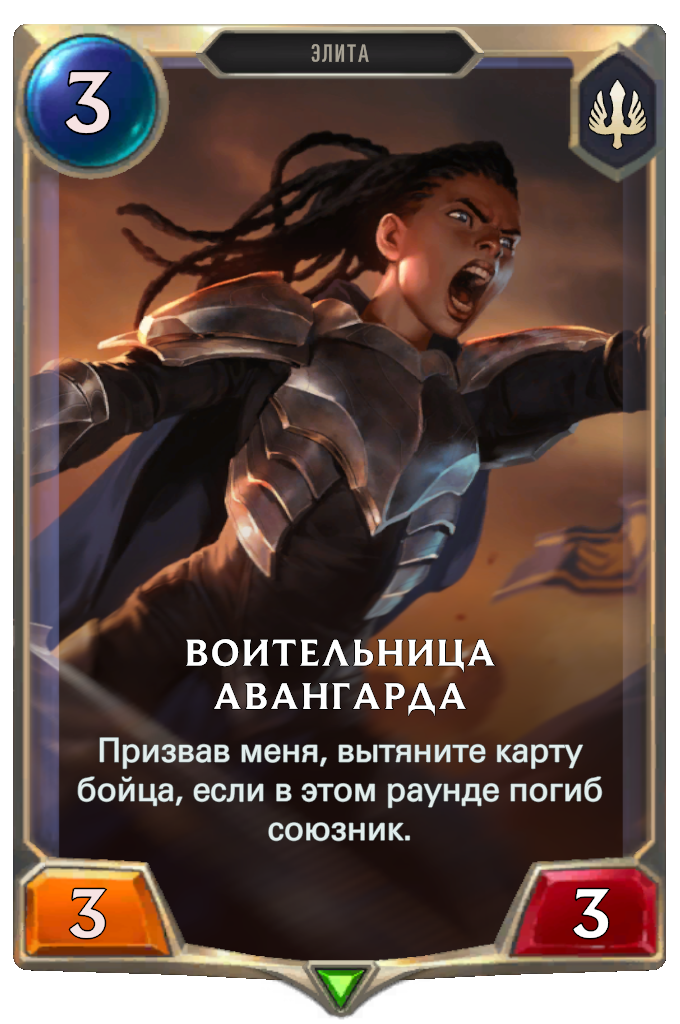 ЭЛИТА
3
ВОИТЕЛЬНИЦА
АВАНГАРДА
Призвав меня, вытяните карту
бойца, если в этом раунде погиб
союзник.
3
3